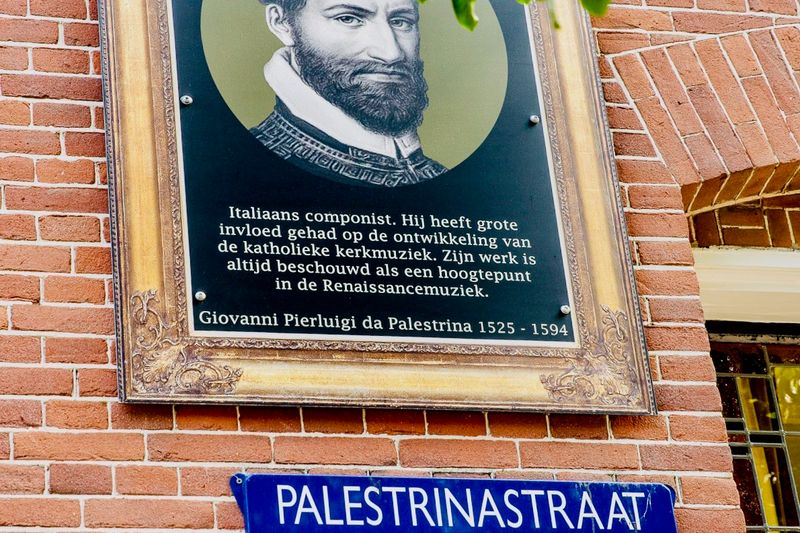 Italiaans componist. Hij heeft grote
invloed gehad op de ontwikkeling van
de katholieke kerkmuziek. Zijn werk is
altijd beschouwd als een hoogtepunt
in de Renaissancemuziek.
Giovanni Pierluigi da Palestrina 1525 - 1594
PALESTRINASTRAAT